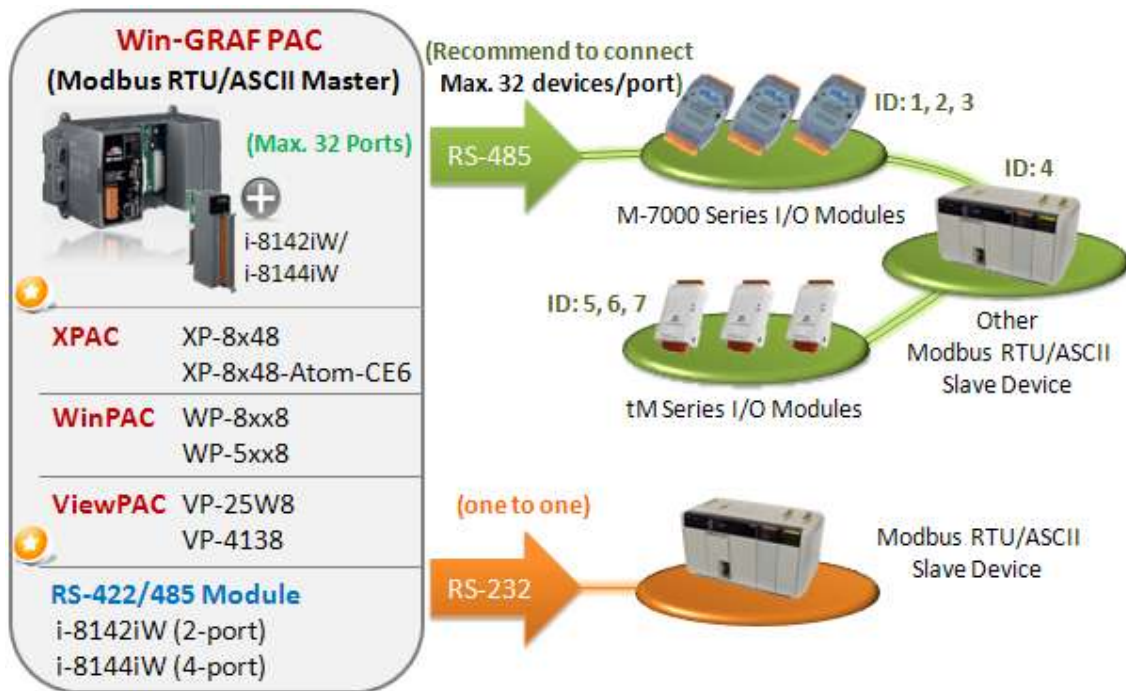 Win-GRAF PAC
(Modbus RTU/ASCII Master)
(Max. 32 Ports)
i-8142iW/
i-8144iW
XPAC XP-8x48
XP-8x48-Atom-CE6
WinPAC WP-8xx8
WP-5xx8
ViewPAC VP-25W8
VP-4138
RS-422/485 Module
i-8142iW (2-port)
i-8144iW (4-port)
(Recommend to connect
Max. 32 devices/port)
RS-485
ID: 1, 2, 3
M-7000 Series I/O Modules
ID: 4
Other
Modbus RTU/ASCII
Slave Device
ID: 5, 6, 7
tM Series I/O Modules
(one to one)
RS-232
Modbus RTU/ASCII
Slave Device